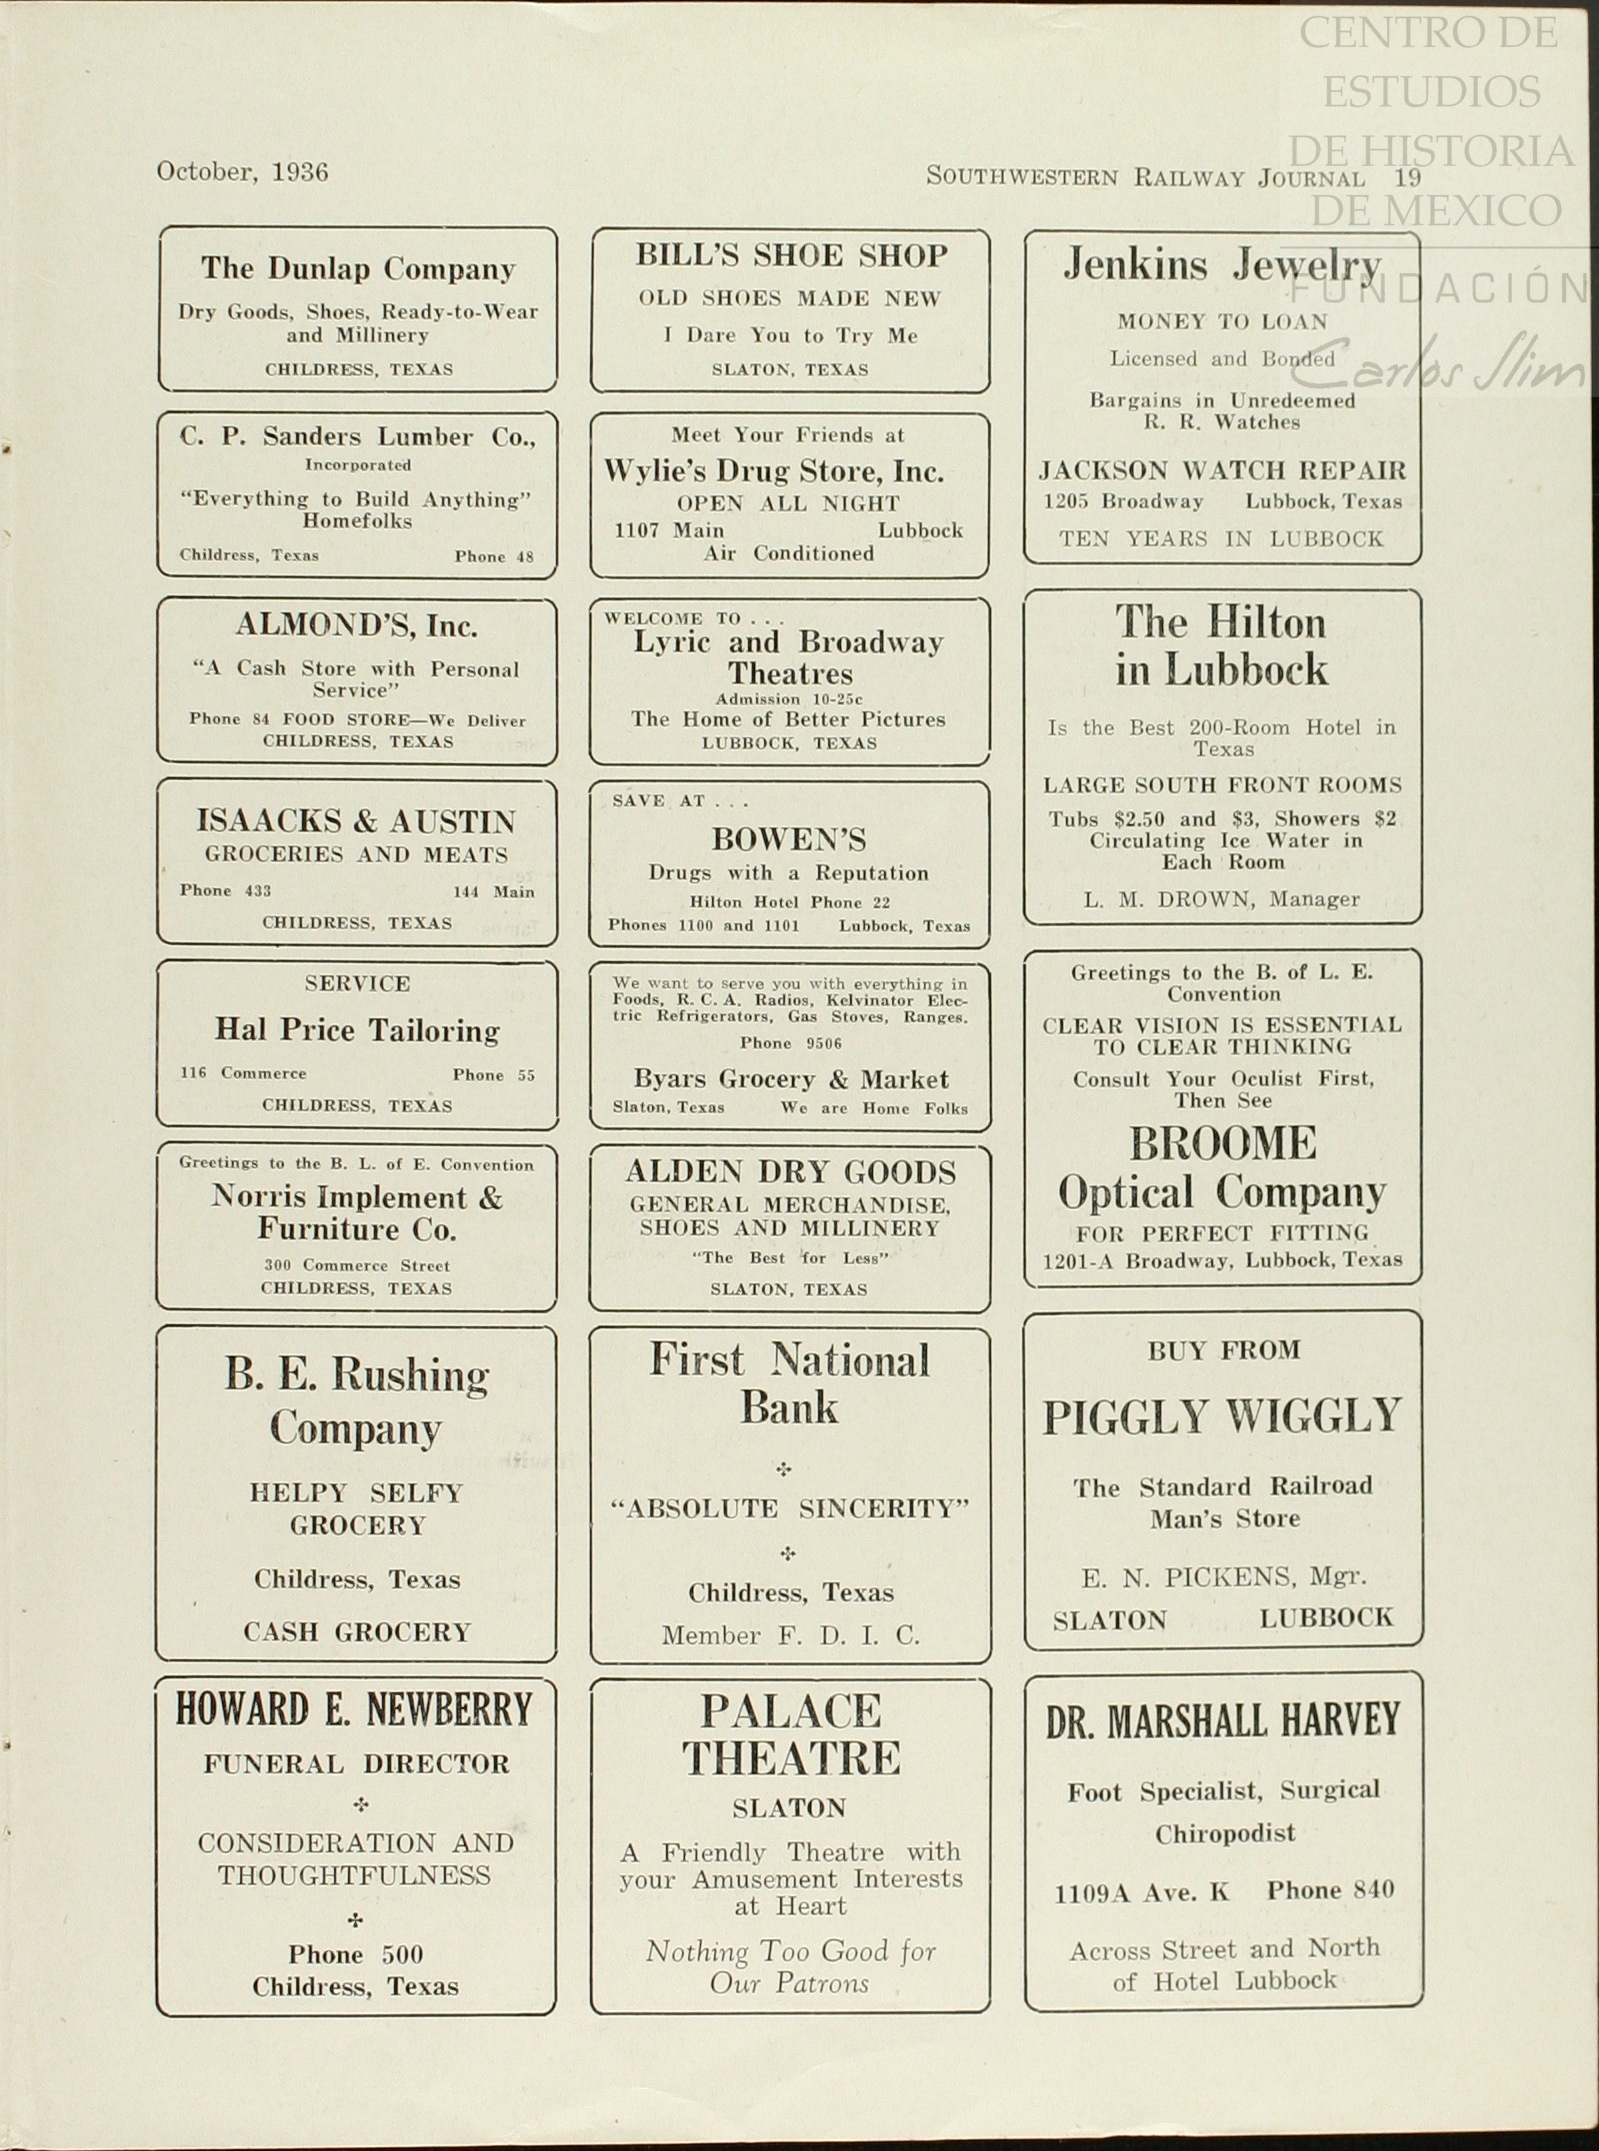 CENTRO DE
ESTUDIOS
DE HISTORIA
DE MEXICO
FUNDACIÓN
Carlos Slim
October, 1936
SOUTHWESTERN RAILWAY JOURNAL 19
The Dunlap Company
Dry Goods, Shoes, Ready-to-Wear
and Millinery
CHILDRESS, TEXAS
C. P. Sanders Lumber Co.,
Incorporated
"Everything to Build Anything"
Homefolks
Childress, Texas Phone 48
ALMOND'S, Inc.
"A Cash Store with Personal
Service"
Phone 84 FOOD STORE—We Deliver
CHILDRESS, TEXAS
ISAACKS & AUSTIN
GROCERIES AND MEATS
Phone 433 144 Main
CHILDRESS, TEXAS
SERVICE
Hal Price Tailoring
116 Commerce Phone 55
CHILDRESS, TEXAS
Greetings to the B. L. of E. Convention
Norris Implement &
Furniture Co.
300 Commerce Street
CHILDRESS, TEXAS
B. E. Rushing
Company
HELPY SELFY
GROCERY
Childress, Texas
CASH GROCERY
HOWARD E. NEWBERRY
FUNERAL DIRECTOR
CONSIDERATION AND
THOUGHTFULNESS
Phone 500
Childress, Texas
BILL'S SHOE SHOP
OLD SHOES MADE NEW
I Dare You to Try Me
SLATON, TEXAS
Meet Your Friends at
Wylie's Drug Store, Inc.
OPEN ALL NIGHT
1107 Main Lubbock
Air Conditioned
WELCOME TO . . .
Lyric and Broadway
Theatres
Admission 10-25c
The Home of Better Pictures
LUBBOCK, TEXAS
SAVE AT . . .
BOWEN'S
Drugs with a Reputation
Hilton Hotel Phone 22
Phones 1100 and 1101 Lubbock, Texas
We want to serve you with everything in
Foods, R. C. A. Radios, Kelvinator Elec-
tric Refrigerators, Gas Stoves, Ranges.
Phone 9506
Byars Grocery & Market
Slaton, Texas We are Home Folks
ALDEN DRY GOODS
GENERAL MERCHANDISE,
SHOES AND MILLINERY
"The Best for Less"
SLATON, TEXAS
First National
Bank
"ABSOLUTE SINCERITY"
Childress, Texas
Member F. D. I. C.
PALACE
THEATRE
SLATON
A Friendly Theatre with
your Amusement Interests
at Heart
Nothing Too Good for
Our Patrons
Jenkins Jewelry
MONEY TO LOAN
Licensed and Bonded
Bargains in Unredeemed
R. R. Watches
JACKSON WATCH REPAIR
1205 Broadway Lubbock, Texas
TEN YEARS IN LUBBOCK
The Hilton
in Lubbock
Is the Best 200-Room Hotel in
Texas
LARGE SOUTH FRONT ROOMS
Tubs $2.50 and $3, Showers $2
Circulating Ice Water in
Each Room
L. M. DROWN, Manager
Greetings to the B. of L. E.
Convention
CLEAR VISION IS ESSENTIAL
TO CLEAR THINKING
Consult Your Oculist First,
Then See
BROOME
Optical Company
FOR PERFECT FITTING
1201-A Broadway, Lubbock, Texas
BUY FROM
PIGGLY WIGGLY
The Standard Railroad
Man's Store
E. N. PICKENS, Mgr.
SLATON LUBBOCK
DR. MARSHALL HARVEY
Foot Specialist, Surgical
Chiropodist
1109A Ave. K Phone 840
Across Street and North
of Hotel Lubbock